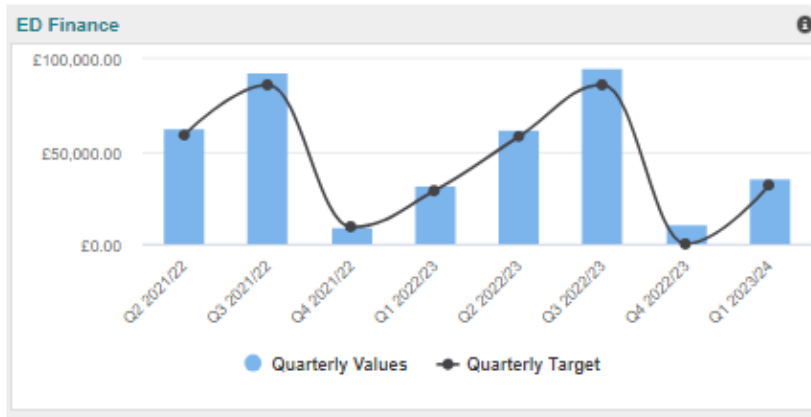 ED Finance
£100,000.00
£50,000.00
£0.00
Q2 2021/22
Q3 2021/22
Q4 2021/22
Q1 2022/23
Q2 2022/23
Q3 2022/23
Q4 2022/23
Q1 2023/24
Quarterly Values
Quarterly Target